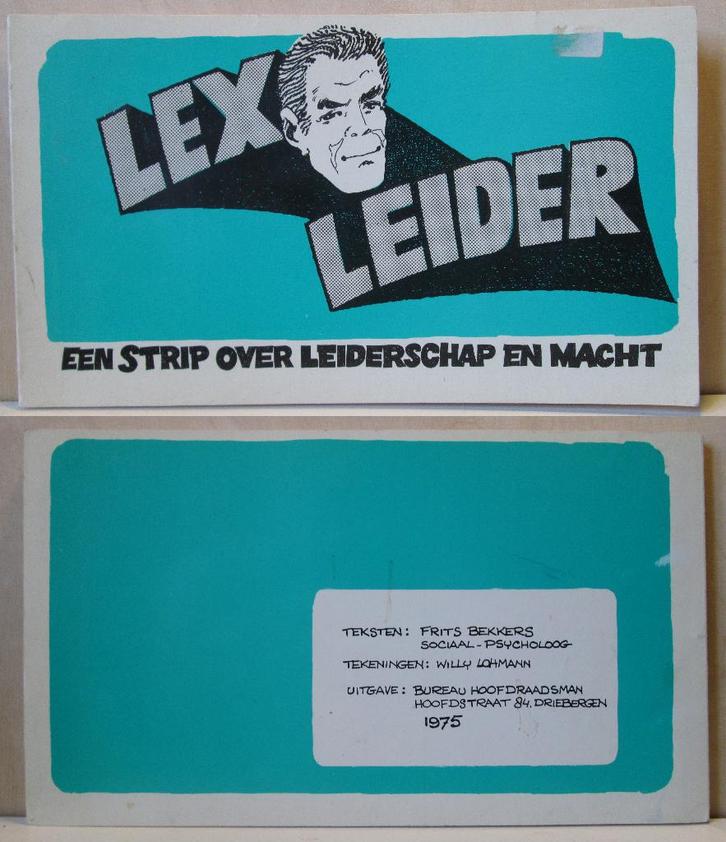 LEX
LEIDER
EEN STRIP OVER LEIDERSCHAP EN MACHT
TEKSTEN: FRITS BEKKERS
SOCIAAL-PSYCHOLOOG
TEKENINGEN: WILLY LOHMANN
UITGAVE: BUREAU HOOFDRAADSMAN
HOOFDSTRAAT 84. DRIEBERGEN
1975